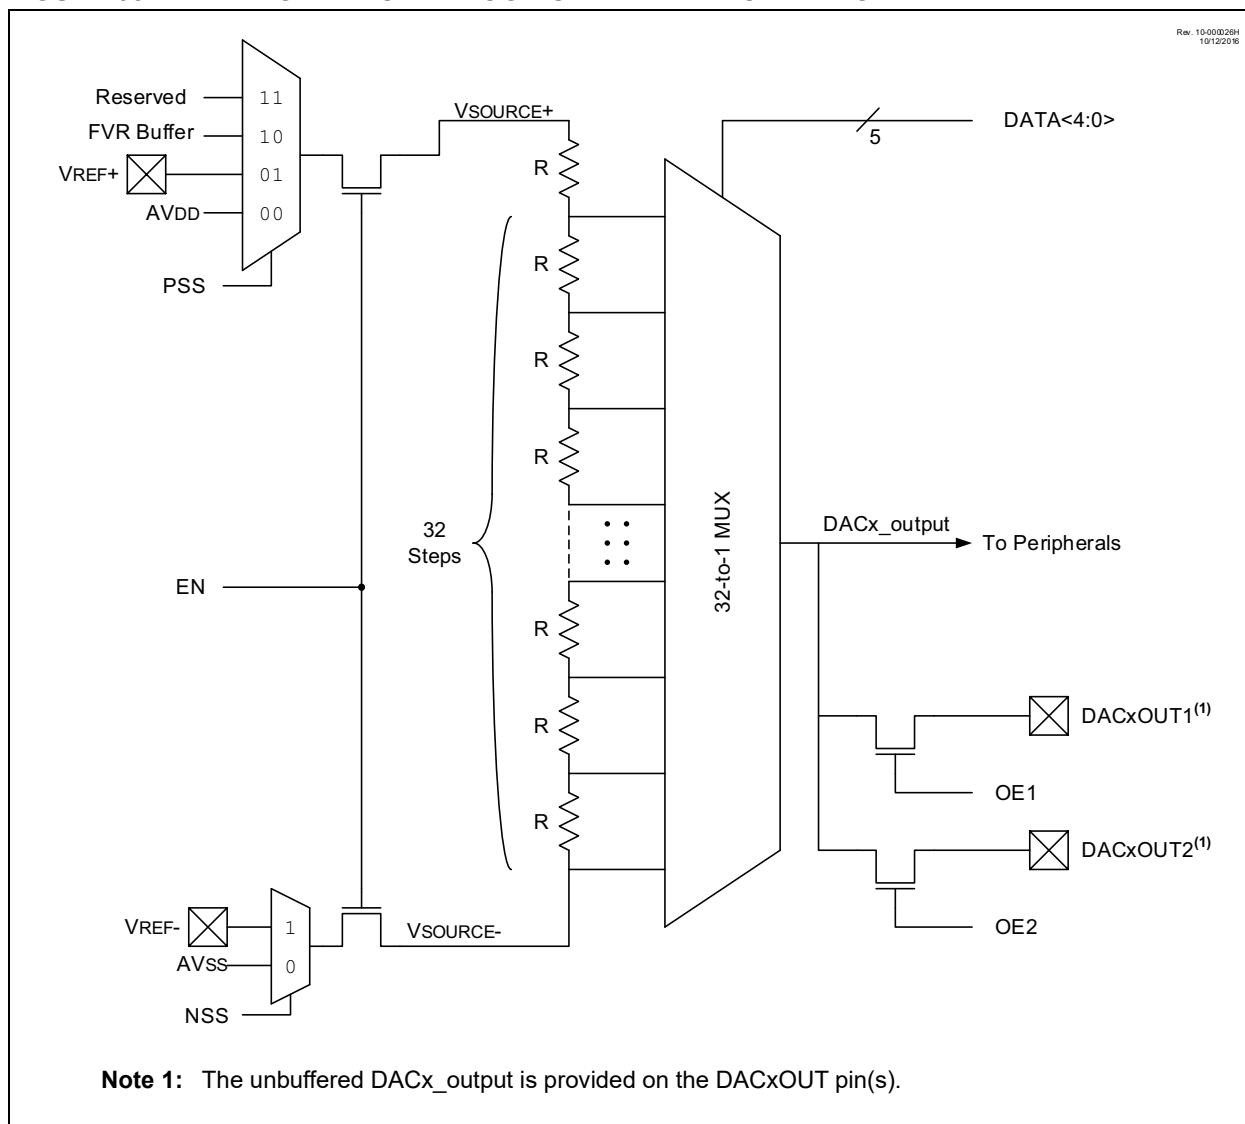 Rev. 10-000026H
10/12/2016
Reserved 11
FVR Buffer 10
VREF+ 01
AVDD 00
PSS
VSOURCE+
R
R
R
R
R
R
R
DATA<4:0>
5
32
Steps
32-to-1 MUX
DACx_output
To Peripherals
EN
DACxOUT1(1)
OE1
DACxOUT2(1)
OE2
VREF- 1
AVSS 0
NSS
VSOURCE-
Note 1: The unbuffered DACx_output is provided on the DACxOUT pin(s).